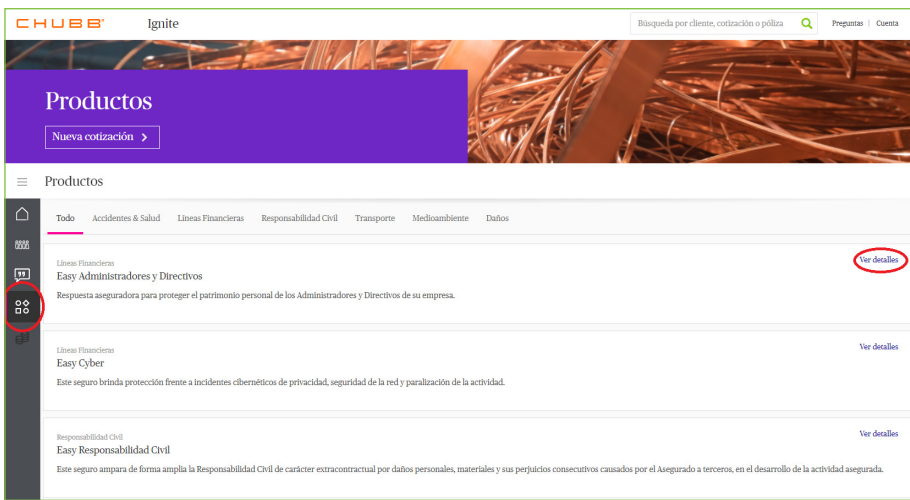 CHUBB Ignite Búsqueda por cliente, cotización o póliza Preguntas | Cuenta
Productos
Nueva cotización
Productos
Todo Accidentes & Salud Líneas Financieras Responsabilidad Civil Transporte Medioambiente Daños
Líneas Financieras
Ver detalles
Easy Administradores y Directivos
Respuesta aseguradora para proteger el patrimonio personal de los Administradores y Directivos de su empresa.
Líneas Financieras
Ver detalles
Easy Cyber
Este seguro brinda protección frente a incidentes cibernéticos de privacidad, seguridad de la red y paralización de la actividad.
Responsabilidad Civil
Ver detalles
Easy Responsabilidad Civil
Este seguro ampara de forma amplia la Responsabilidad Civil de carácter extracontractual por daños personales, materiales y sus perjuicios consecutivos causados por el Asegurado a terceros, en el desarrollo de la actividad asegurada.